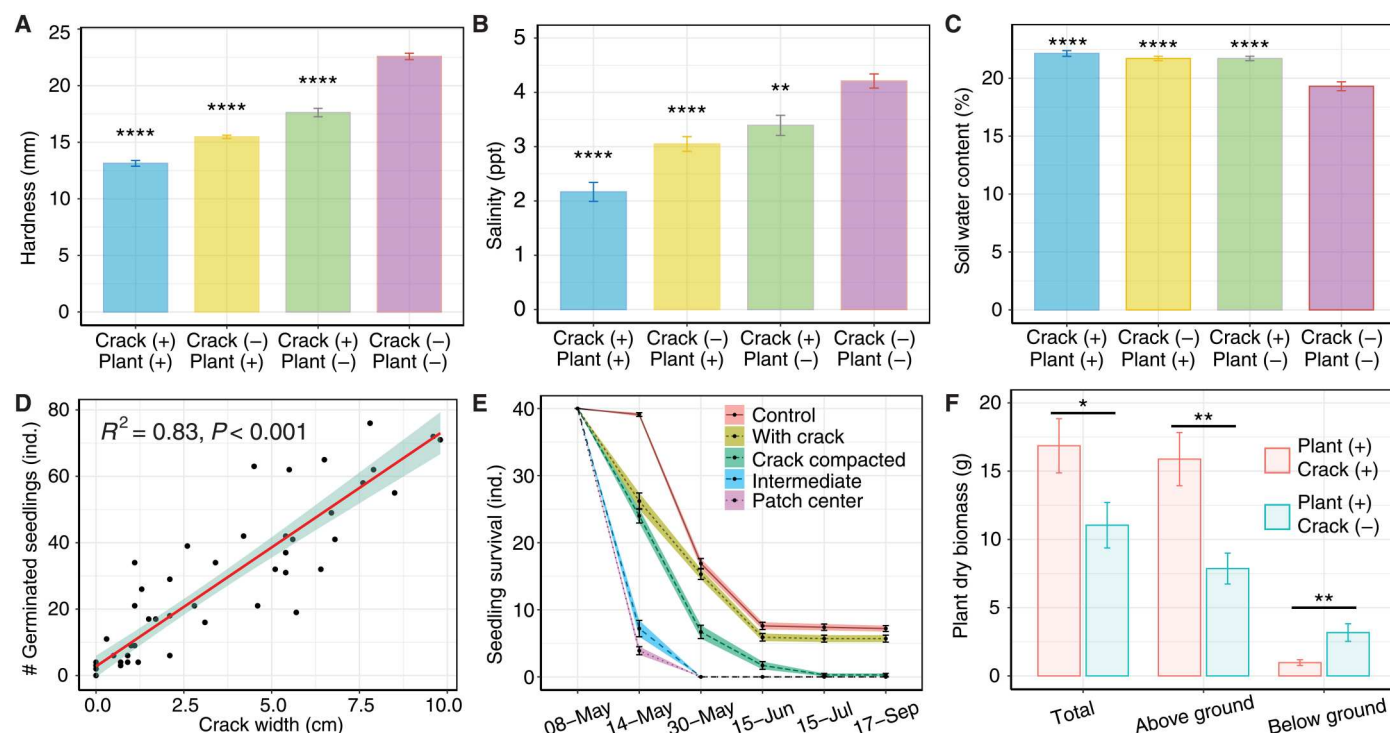 A
Hardness (mm)
25
20
15
10
5
0
****
****
****
Crack (+)
Plant (+)
Crack (−)
Plant (+)
Crack (+)
Plant (−)
Crack (−)
Plant (−)
B
Salinity (ppt)
5
4
3
2
1
0
****
****
**
Crack (+)
Plant (+)
Crack (−)
Plant (+)
Crack (+)
Plant (−)
Crack (−)
Plant (−)
C
Soil water content (%)
20
15
10
5
0
****
****
****
Crack (+)
Plant (+)
Crack (−)
Plant (+)
Crack (+)
Plant (−)
Crack (−)
Plant (−)
D
# Germinated seedlings (ind.)
80
60
40
20
0
R² = 0.83, P < 0.001
0.0
2.5
5.0
7.5
10.0
Crack width (cm)
E
Seedling survival (ind.)
40
30
20
10
0
Control
With crack
Crack compacted
Intermediate
Patch center
08–May
14–May
30–May
15–Jun
15–Jul
17–Sep
F
Plant dry biomass (g)
20
15
10
5
0
*
**
**
Plant (+)
Crack (+)
Plant (+)
Crack (−)
Total
Above ground
Below ground